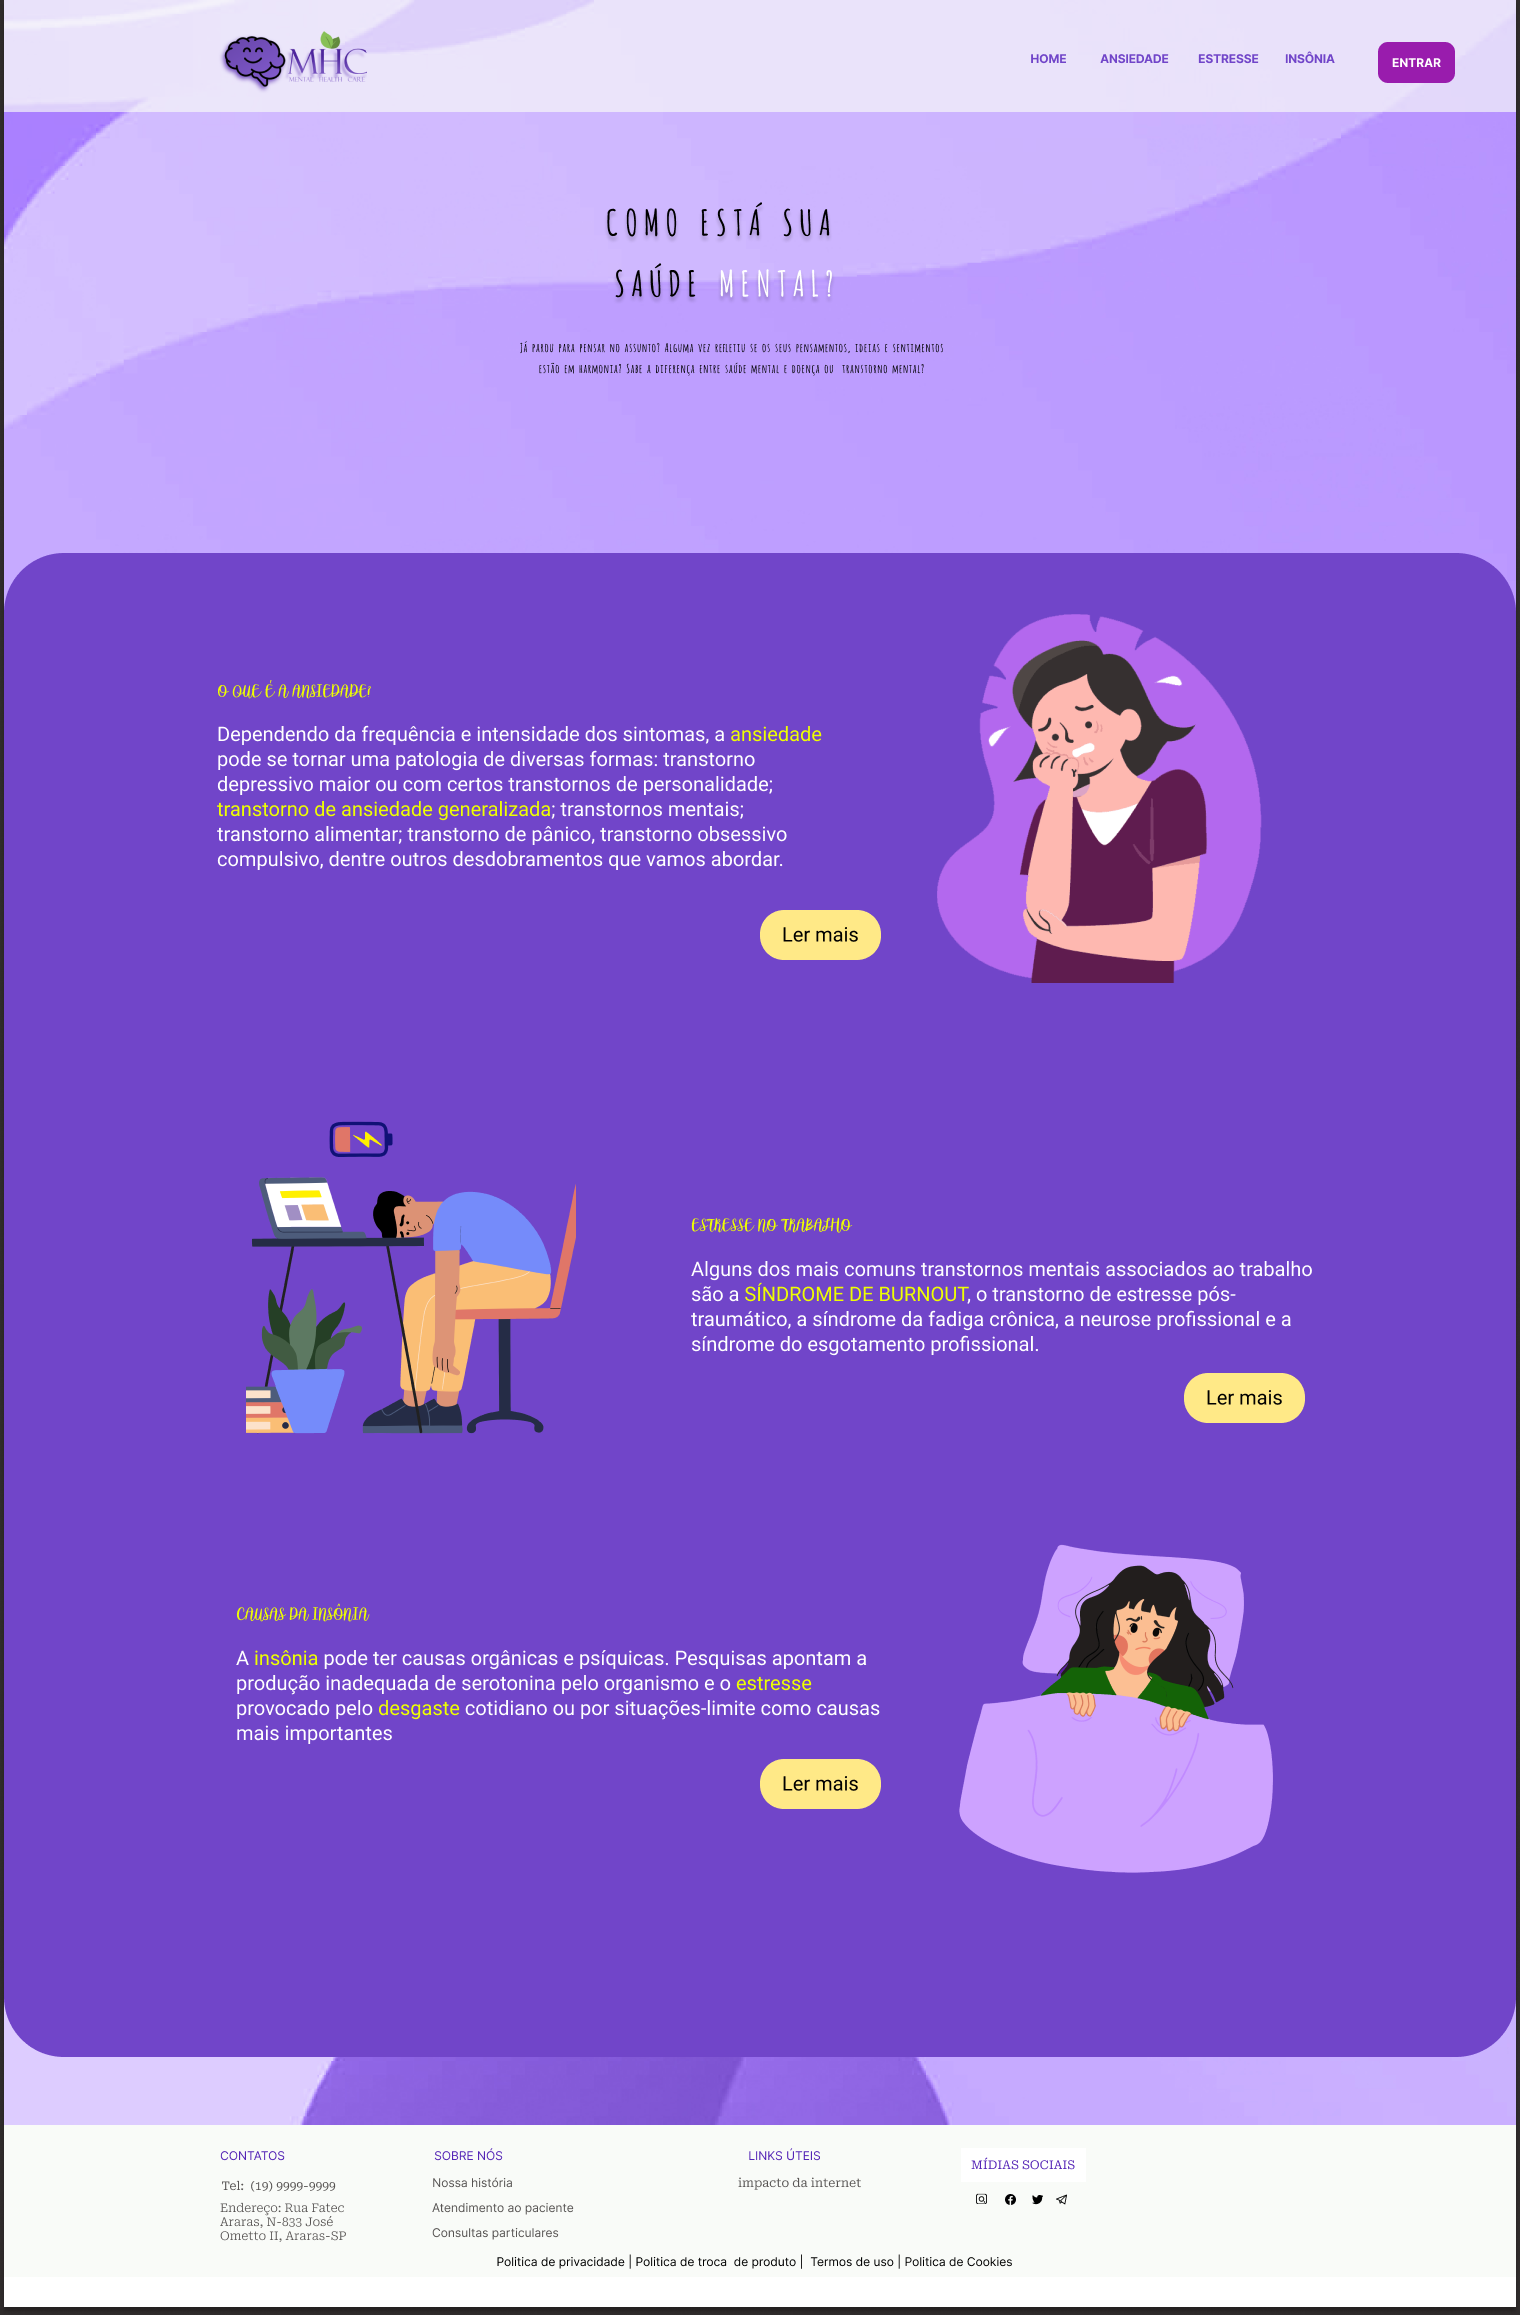 MHC
MENTAL HEALTH CARE
HOME
ANSIEDADE
ESTRESSE
INSÔNIA
ENTRAR
COMO ESTÁ SUA
SAÚDE MENTAL?
Já parou para pensar no assunto? Alguma vez refletiu se os seus pensamentos, ideias e sentimentos
estão em harmonia? Sabe a diferença entre saúde mental e doença ou transtorno mental?
O QUE É A ANSIEDADE?
Dependendo da frequência e intensidade dos sintomas, a ansiedade
pode se tornar uma patologia de diversas formas: transtorno
depressivo maior ou com certos transtornos de personalidade;
transtorno de ansiedade generalizada; transtornos mentais;
transtorno alimentar; transtorno de pânico, transtorno obsessivo
compulsivo, dentre outros desdobramentos que vamos abordar.
Ler mais
ESTRESSE NO TRABALHO
Alguns dos mais comuns transtornos mentais associados ao trabalho
são a SÍNDROME DE BURNOUT, o transtorno de estresse pós-
traumático, a síndrome da fadiga crônica, a neurose profissional e a
síndrome do esgotamento profissional.
Ler mais
CAUSAS DA INSÔNIA
A insônia pode ter causas orgânicas e psíquicas. Pesquisas apontam a
produção inadequada de serotonina pelo organismo e o estresse
provocado pelo desgaste cotidiano ou por situações-limite como causas
mais importantes
Ler mais
CONTATOS
Tel: (19) 9999-9999
Endereço: Rua Fatec
Araras, N-833 José
Ometto II, Araras-SP
SOBRE NÓS
Nossa história
Atendimento ao paciente
Consultas particulares
LINKS ÚTEIS
impacto da internet
MÍDIAS SOCIAIS
Politica de privacidade | Politica de troca de produto | Termos de uso | Politica de Cookies